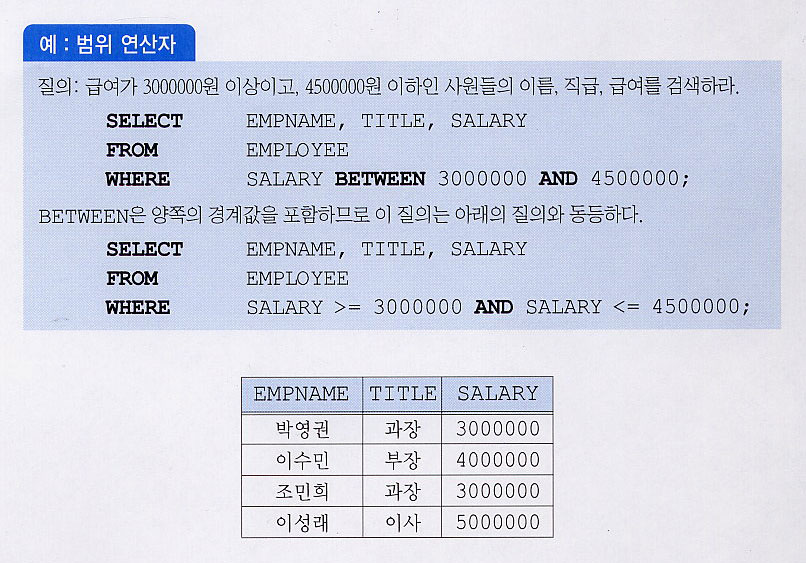 예 : 범위 연산자
질의: 급여가 3000000원 이상이고, 4500000원 이하인 사원들의 이름, 직급, 급여를 검색하라.
SELECT EMPNAME, TITLE, SALARY
FROM EMPLOYEE
WHERE SALARY BETWEEN 3000000 AND 4500000;
BETWEEN은 양쪽의 경계값을 포함하므로 이 질의는 아래의 질의와 동등하다.
SELECT EMPNAME, TITLE, SALARY
FROM EMPLOYEE
WHERE SALARY >= 3000000 AND SALARY <= 4500000;
EMPNAME TITLE SALARY
박영권 과장 3000000
이수민 부장 4000000
조민희 과장 3000000
이성래 이사 5000000